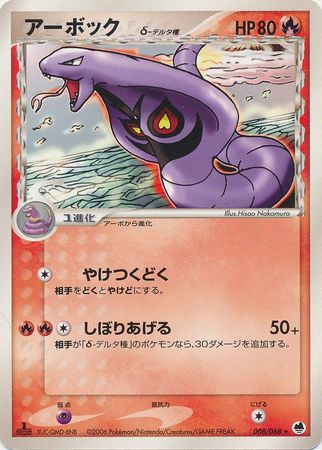 アーボック δ-デルタ種 HP80
Illus.Hisao Nakamura
1進化
アーボから進化
やけつくどく
相手をどくとやけどにする。
しぼりあげる 50+
相手が「δ-デルタ種」のポケモンなら、30ダメージを追加する。
弱点 抵抗力 にげる
008/068 ★
©2006 Pokémon/Nintendo/Creatures/GAME FREAK